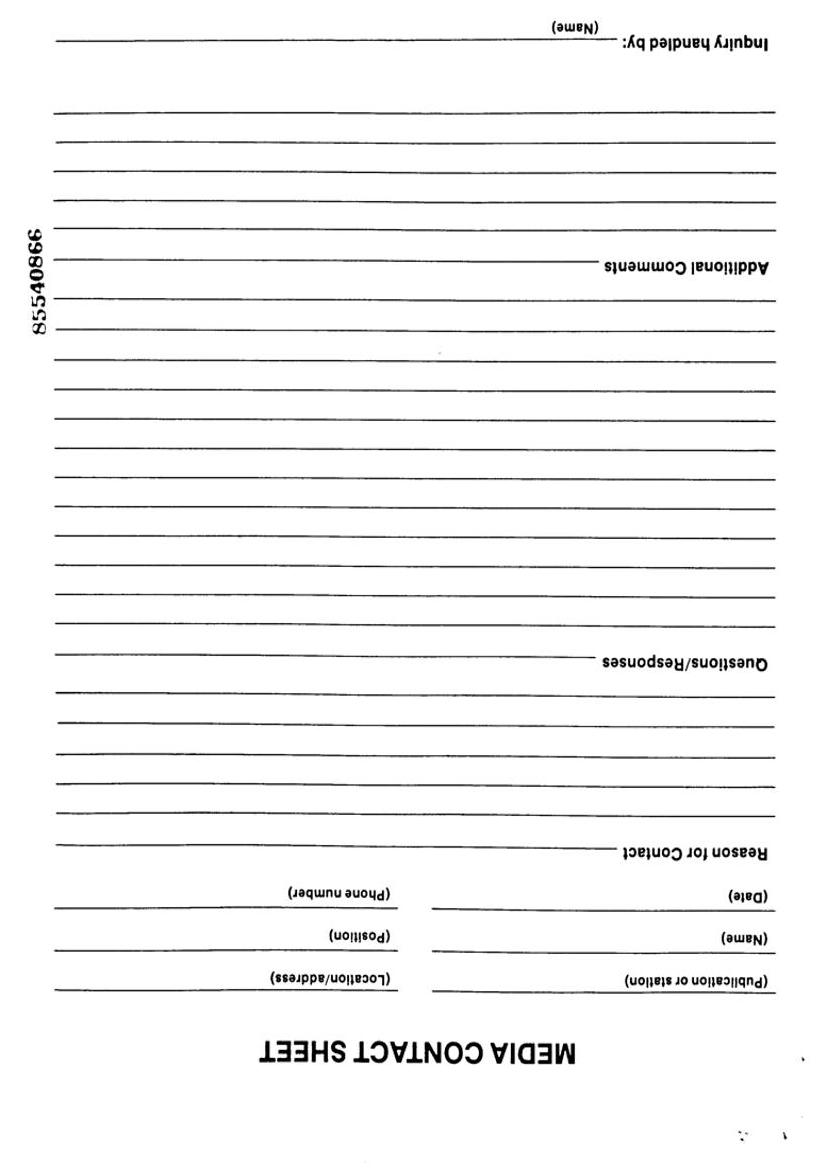 MEDIA CONTACT SHEET
(Publication or station) (Location/address)
(Name) (Position)
(Date) (Phone number)
Reason for Contact
Questions/Responses
Additional Comments
Inquiry handled by:
(Name)
85540866